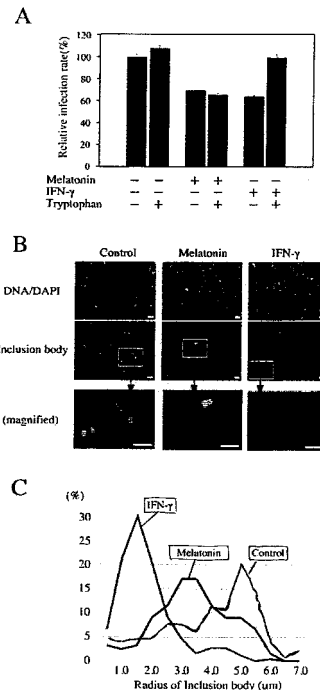 A
Relative infection rate(%)
120
100
80
60
40
20
0
Melatonin – – + + – –
IFN-γ – – – – + +
Tryptophan – + – + – +
B
Control Melatonin IFN-γ
DNA/DAPI
Inclusion body
(magnified)
C
(%)
30
25
20
15
10
5
0
IFN-γ
Melatonin
Control
1.0 2.0 3.0 4.0 5.0 6.0 7.0
Radius of Inclusion body (um)